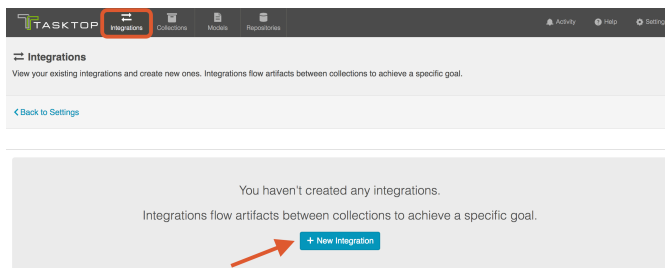 TASKTOP
Integrations
Collections
Models
Repositories
Activity
Help
Setting
Integrations
View your existing integrations and create new ones. Integrations flow artifacts between collections to achieve a specific goal.
Back to Settings
You haven't created any integrations.
Integrations flow artifacts between collections to achieve a specific goal.
+ New Integration